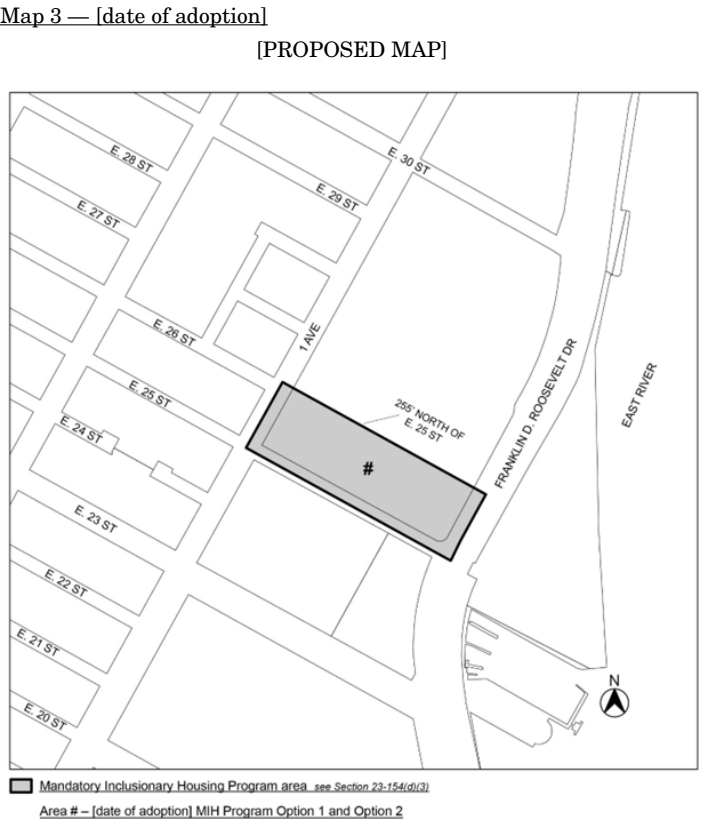 Map 3 — [date of adoption]
[PROPOSED MAP]
E. 28 ST
E. 30 ST
E. 29 ST
E. 27 ST
E. 26 ST
1 AVE
E. 25 ST
255' NORTH OF
E. 25 ST
FRANKLIN D. ROOSEVELT DR
EAST RIVER
E. 24 ST
#
E. 23 ST
E. 22 ST
E. 21 ST
E. 20 ST
N
Mandatory Inclusionary Housing Program area see Section 23-154(d)(3)
Area # – [date of adoption] MIH Program Option 1 and Option 2